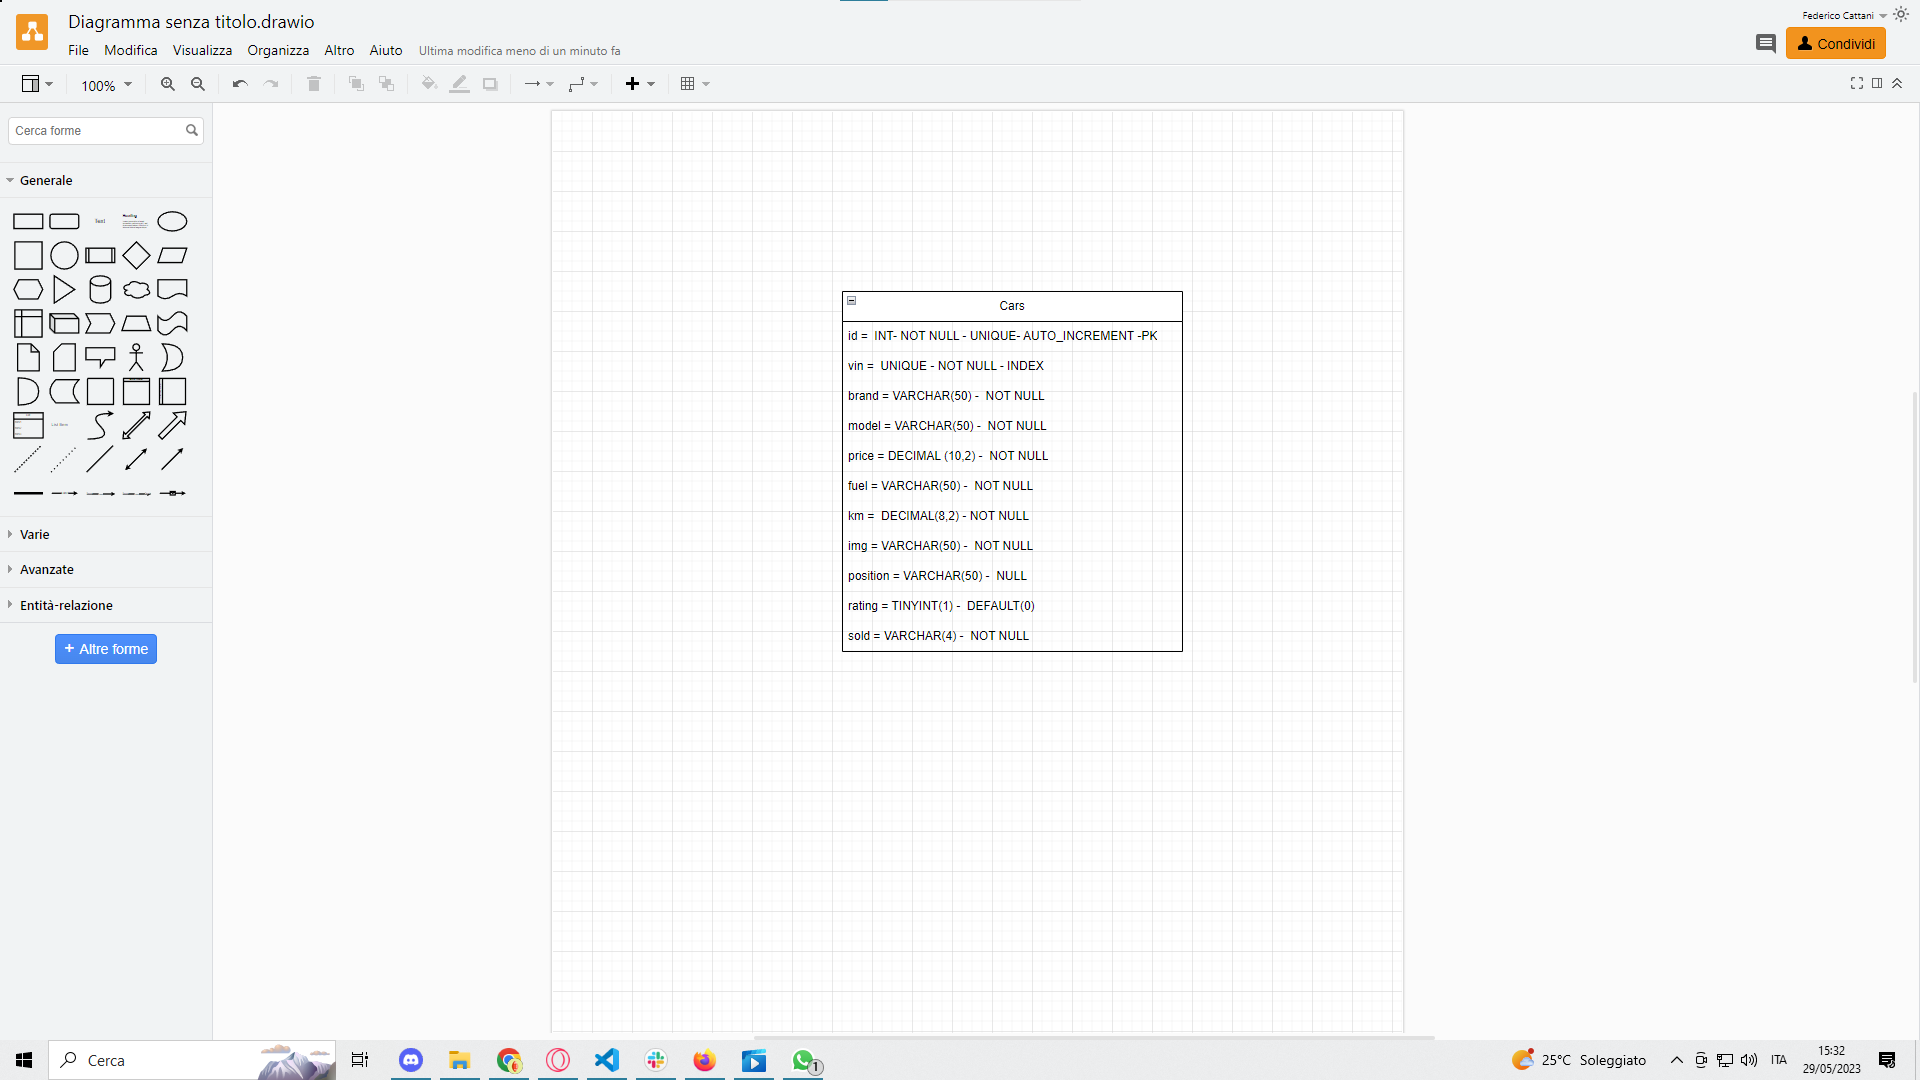 Diagramma senza titolo.drawio
Federico Cattani
File Modifica Visualizza Organizza Altro Aiuto Ultima modifica meno di un minuto fa
Condividi
100%
Cerca forme
Generale
Text
Heading
List Item
Varie
Avanzate
Entità-relazione
+ Altre forme
Cars
id =  INT- NOT NULL - UNIQUE- AUTO_INCREMENT -PK
vin =  UNIQUE - NOT NULL - INDEX
brand = VARCHAR(50) -  NOT NULL
model = VARCHAR(50) -  NOT NULL
price = DECIMAL (10,2) -  NOT NULL
fuel = VARCHAR(50) -  NOT NULL
km =  DECIMAL(8,2) - NOT NULL
img = VARCHAR(50) -  NOT NULL
position = VARCHAR(50) -  NULL
rating = TINYINT(1) -  DEFAULT(0)
sold = VARCHAR(4) -  NOT NULL
Cerca
1
25°C Soleggiato
ITA
15:32
29/05/2023